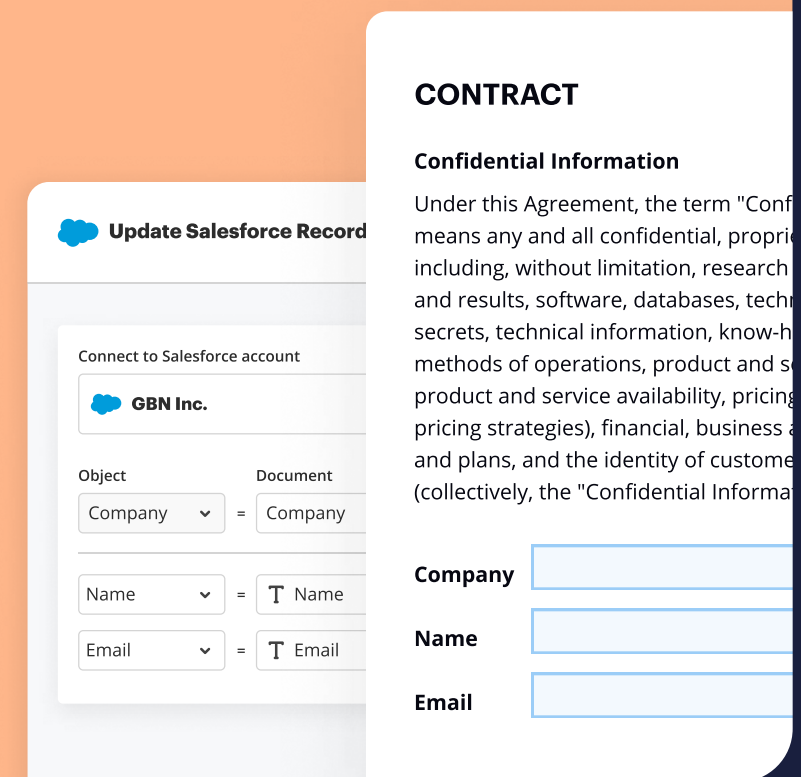 Update Salesforce Record
Connect to Salesforce account
GBN Inc.
Object Document
Company = Company
Name = Name
Email = Email
CONTRACT
Confidential Information
Under this Agreement, the term "Conf
means any and all confidential, proprie
including, without limitation, research
and results, software, databases, techn
secrets, technical information, know-h
methods of operations, product and se
product and service availability, pricing
pricing strategies), financial, business a
and plans, and the identity of custome
(collectively, the "Confidential Informat
Company
Name
Email